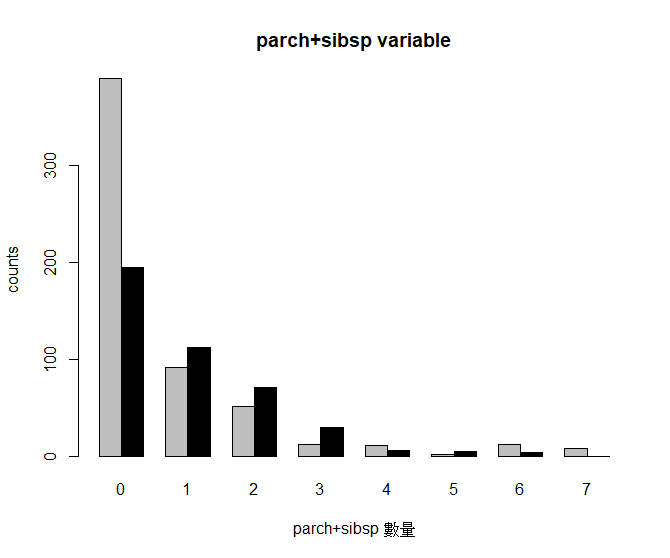 parch+sibsp variable
counts
300
200
100
0
0 1 2 3 4 5 6 7
parch+sibsp 數量